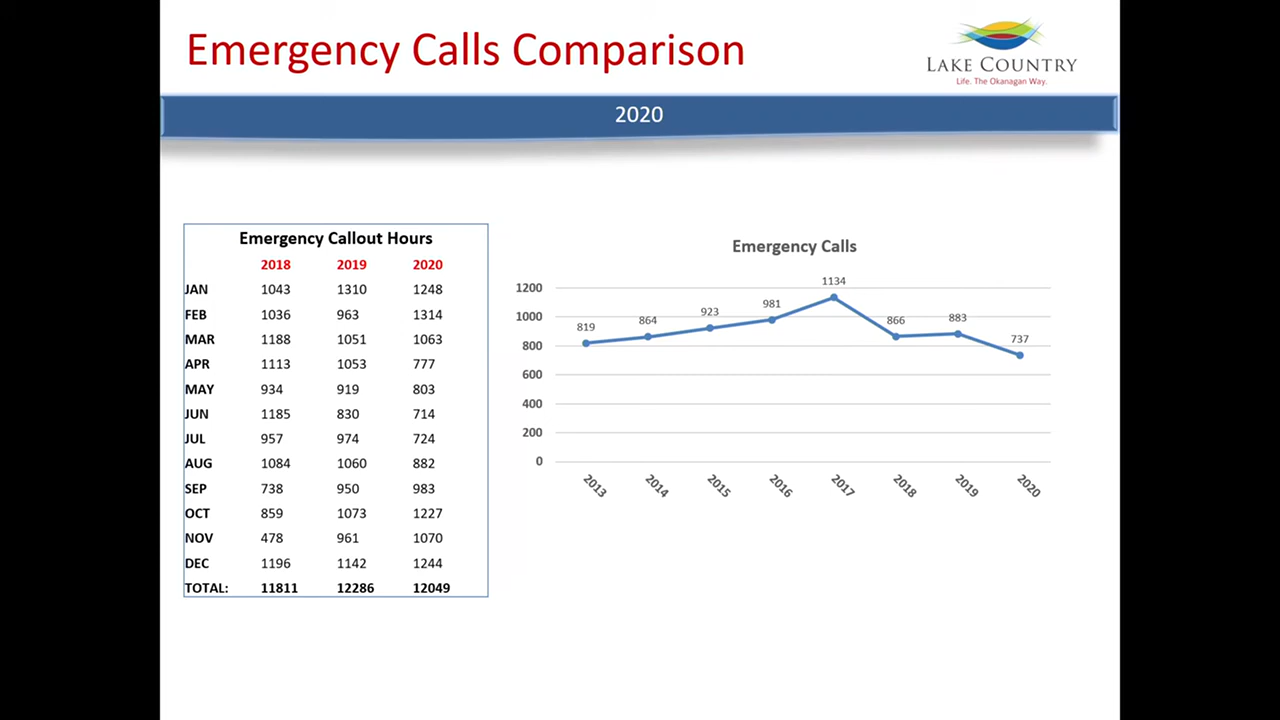 Emergency Calls Comparison
LAKE COUNTRY
Life. The Okanagan Way.
2020
Emergency Callout Hours
2018 2019 2020
JAN 1043 1310 1248
FEB 1036 963 1314
MAR 1188 1051 1063
APR 1113 1053 777
MAY 934 919 803
JUN 1185 830 714
JUL 957 974 724
AUG 1084 1060 882
SEP 738 950 983
OCT 859 1073 1227
NOV 478 961 1070
DEC 1196 1142 1244
TOTAL: 11811 12286 12049
Emergency Calls
1200
1000
800
600
400
200
0
819 864 923 981 1134 866 883 737
2013 2014 2015 2016 2017 2018 2019 2020